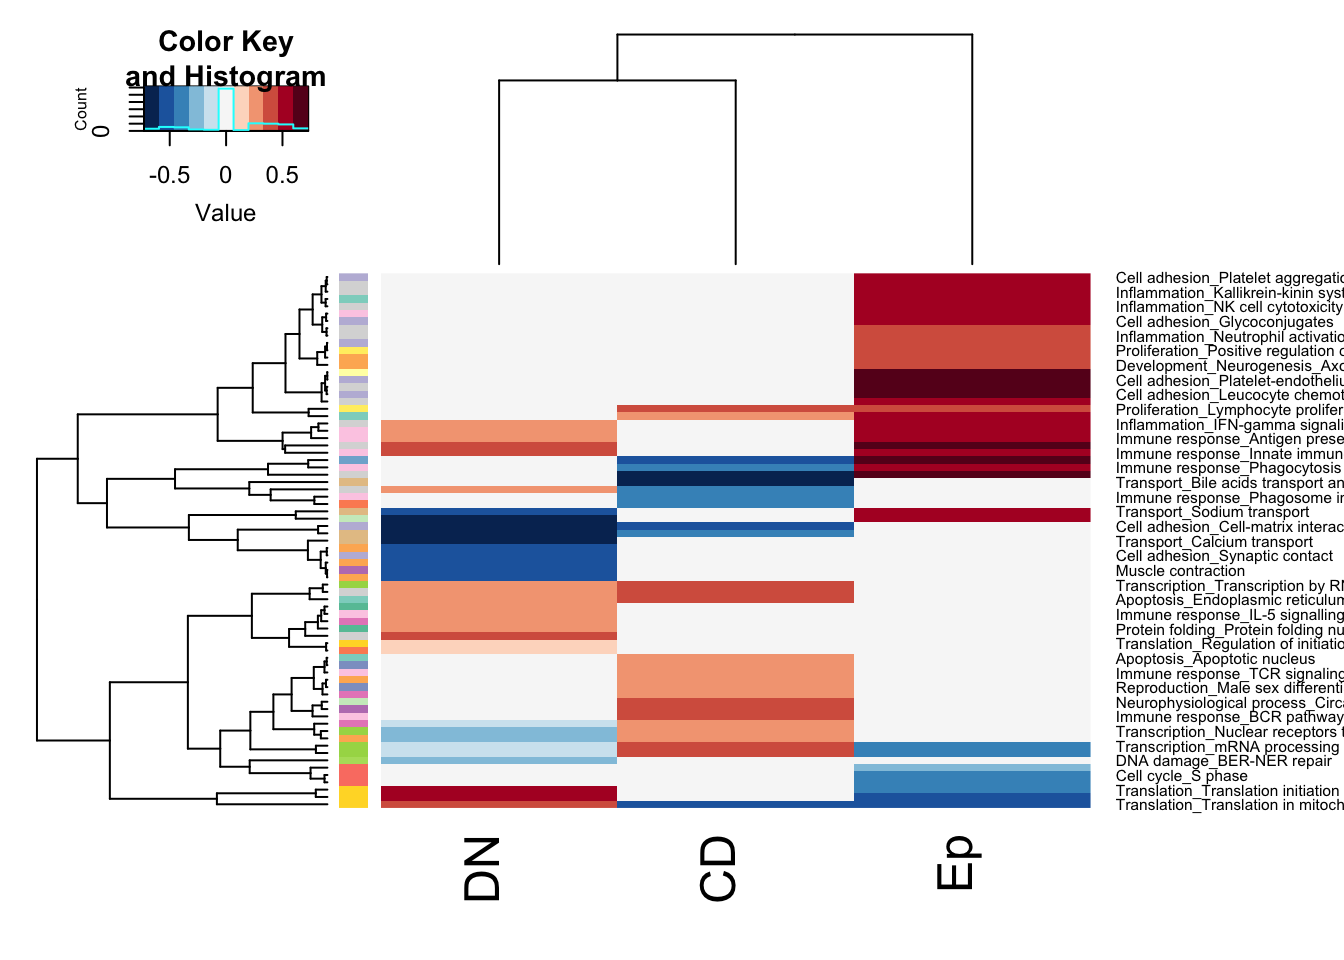 Color Key
and Histogram
Count
0
-0.5 0 0.5
Value
Cell adhesion_Platelet aggregatio
Inflammation_Kallikrein-kinin syst
Inflammation_NK cell cytotoxicity
Cell adhesion_Glycoconjugates
Inflammation_Neutrophil activatio
Proliferation_Positive regulation c
Development_Neurogenesis_Axo
Cell adhesion_Platelet-endotheliu
Cell adhesion_Leucocyte chemot
Proliferation_Lymphocyte prolifer
Inflammation_IFN-gamma signali
Immune response_Antigen prese
Immune response_Innate immun
Immune response_Phagocytosis
Transport_Bile acids transport an
Immune response_Phagosome in
Transport_Sodium transport
Cell adhesion_Cell-matrix interac
Transport_Calcium transport
Cell adhesion_Synaptic contact
Muscle contraction
Transcription_Transcription by RN
Apoptosis_Endoplasmic reticulum
Immune response_IL-5 signalling
Protein folding_Protein folding nu
Translation_Regulation of initiatio
Apoptosis_Apoptotic nucleus
Immune response_TCR signaling
Reproduction_Male sex differenti
Neurophysiological process_Circa
Immune response_BCR pathway
Transcription_Nuclear receptors t
Transcription_mRNA processing
DNA damage_BER-NER repair
Cell cycle_S phase
Translation_Translation initiation
Translation_Translation in mitoch
DN CD Ep